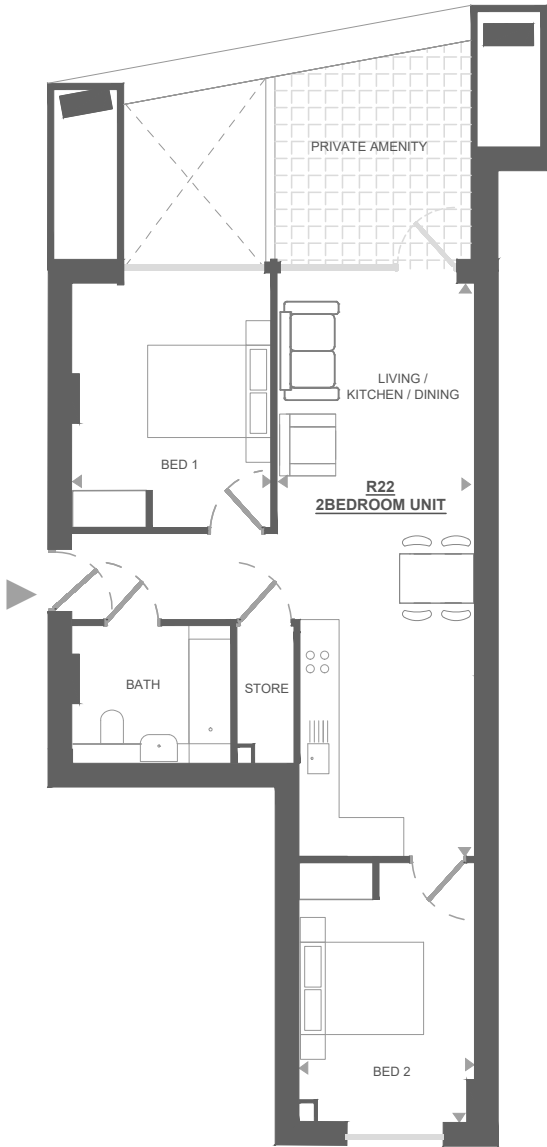 PRIVATE AMENITY
LIVING /
KITCHEN / DINING
BED 1
R22
2BEDROOM UNIT
BATH
STORE
BED 2